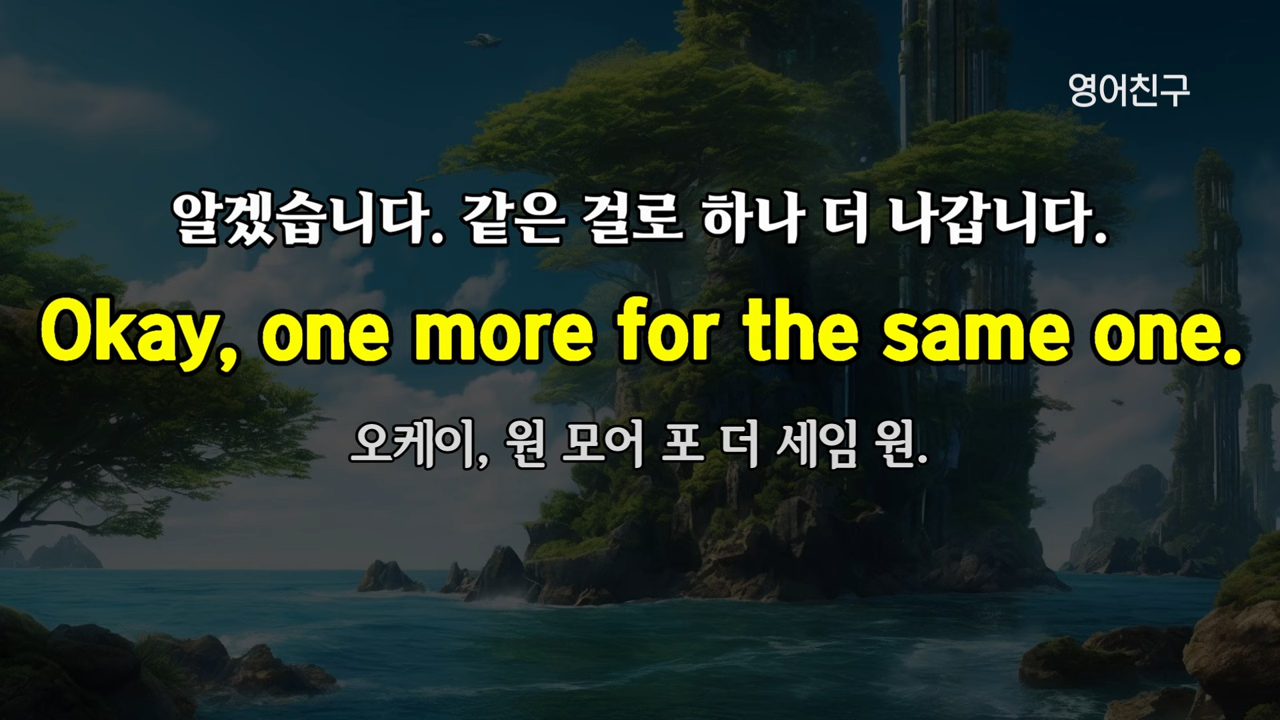 영어친구
알겠습니다. 같은 걸로 하나 더 나갑니다.
Okay, one more for the same one.
오케이, 원 모어 포 더 세임 원.